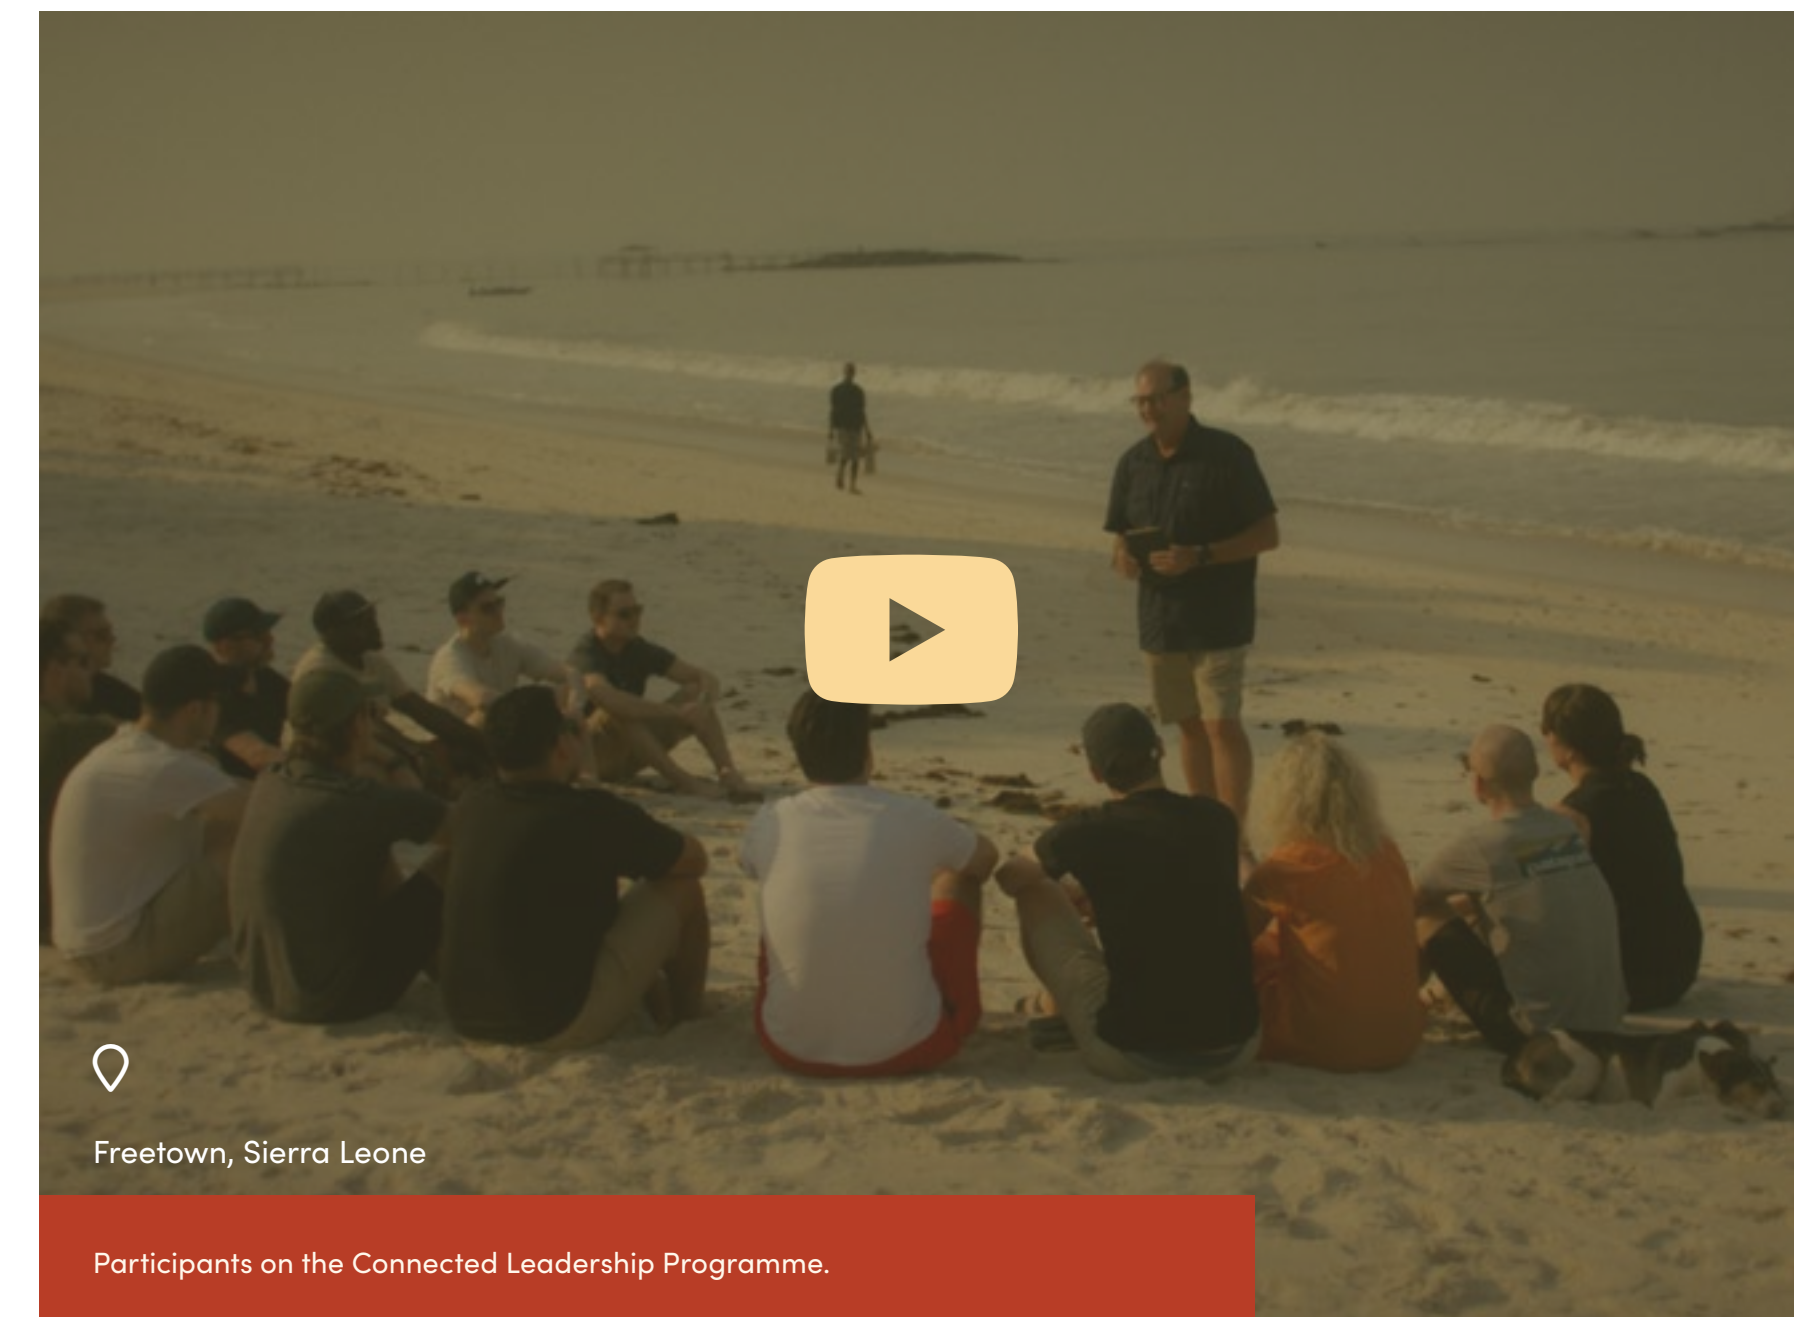 Freetown, Sierra Leone
Participants on the Connected Leadership Programme.